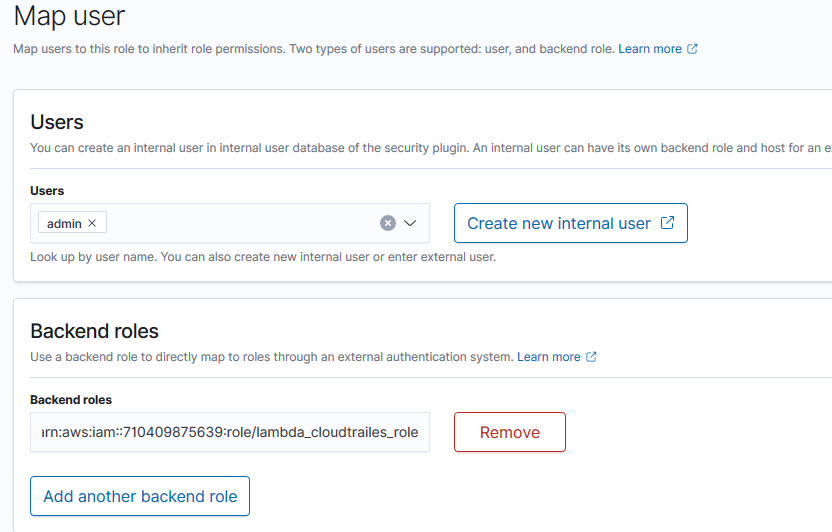 Map user
Map users to this role to inherit role permissions. Two types of users are supported: user, and backend role. Learn more
Users
You can create an internal user in internal user database of the security plugin. An internal user can have its own backend role and host for an e
Users
admin
Create new internal user
Look up by user name. You can also create new internal user or enter external user.
Backend roles
Use a backend role to directly map to roles through an external authentication system. Learn more
Backend roles
arn:aws:iam::710409875639:role/lambda_cloudtrailes_role
Remove
Add another backend role